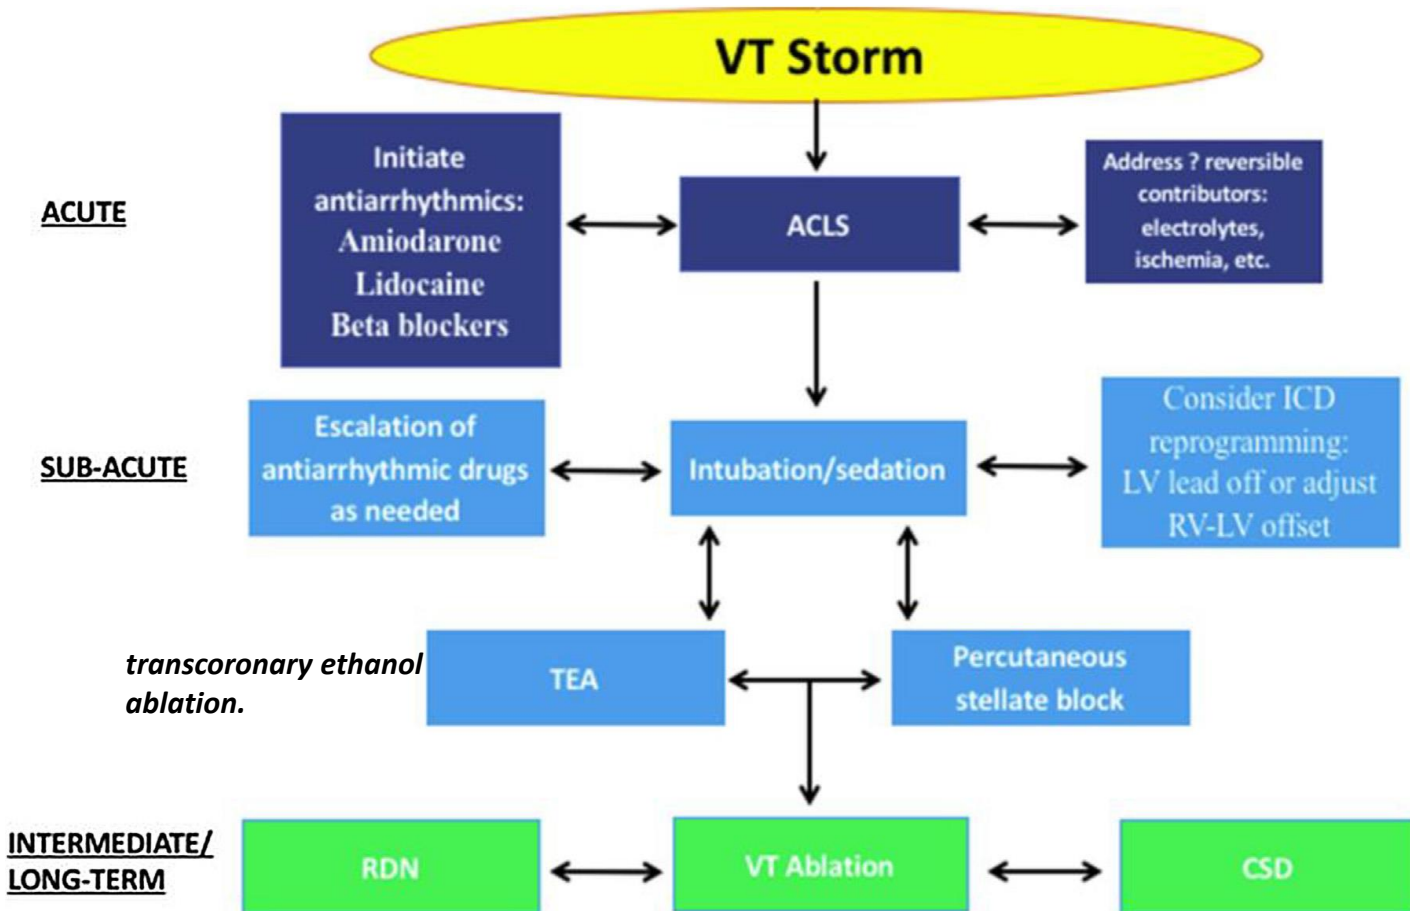 VT Storm
ACUTE
Initiate
antiarrhythmics:
Amiodarone
Lidocaine
Beta blockers
ACLS
Address ? reversible
contributors:
electrolytes,
ischemia, etc.
SUB-ACUTE
Escalation of
antiarrhythmic drugs
as needed
Intubation/sedation
Consider ICD
reprogramming:
LV lead off or adjust
RV-LV offset
transcoronary ethanol
ablation.
TEA
Percutaneous
stellate block
INTERMEDIATE/
LONG-TERM
RDN
VT Ablation
CSD